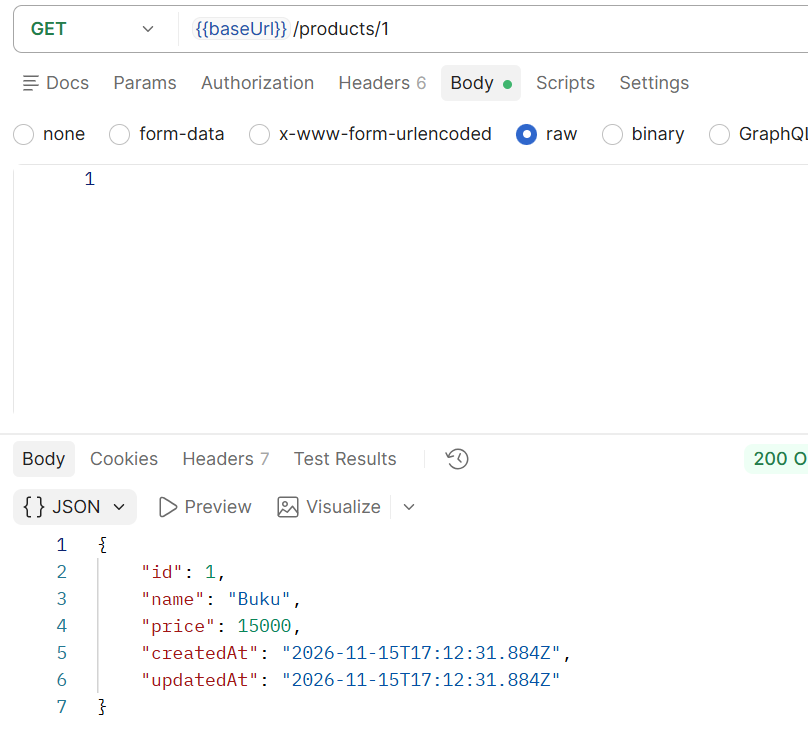 GET {{baseUrl}} /products/1
Docs Params Authorization Headers 6 Body Scripts Settings
none form-data x-www-form-urlencoded raw binary GraphQL
1
Body Cookies Headers 7 Test Results 200 O
{} JSON Preview Visualize
1 {
2 "id": 1,
3 "name": "Buku",
4 "price": 15000,
5 "createdAt": "2026-11-15T17:12:31.884Z",
6 "updatedAt": "2026-11-15T17:12:31.884Z"
7 }